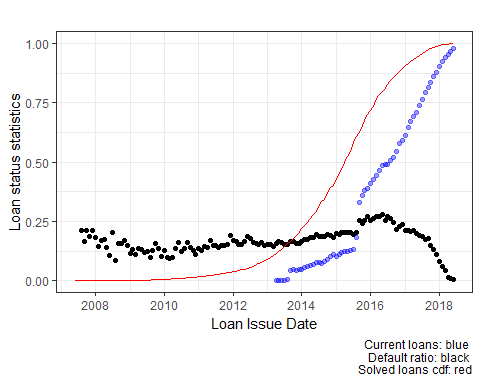 1.00
0.75
0.50
0.25
0.00
Loan status statistics
2008 2010 2012 2014 2016 2018
Loan Issue Date
Current loans: blue
Default ratio: black
Solved loans cdf: red